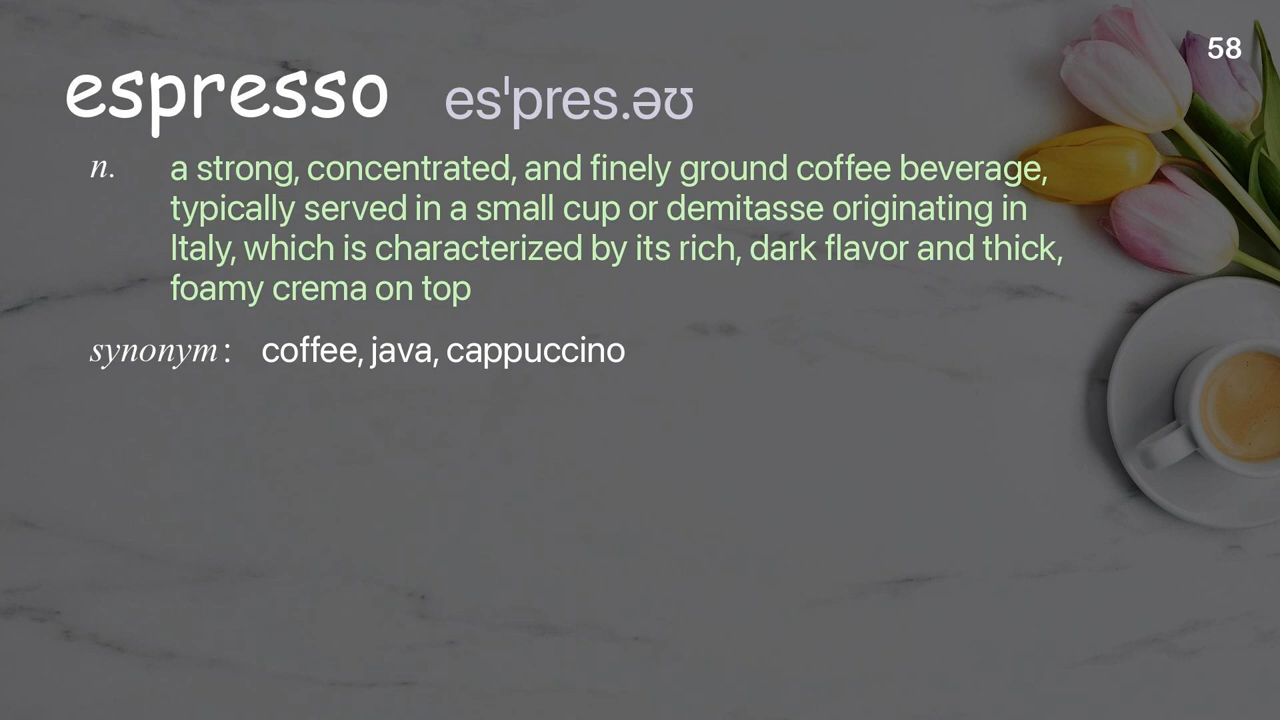 58
espresso es'pres.əʊ
n. a strong, concentrated, and finely ground coffee beverage,
typically served in a small cup or demitasse originating in
Italy, which is characterized by its rich, dark flavor and thick,
foamy crema on top
synonym: coffee, java, cappuccino